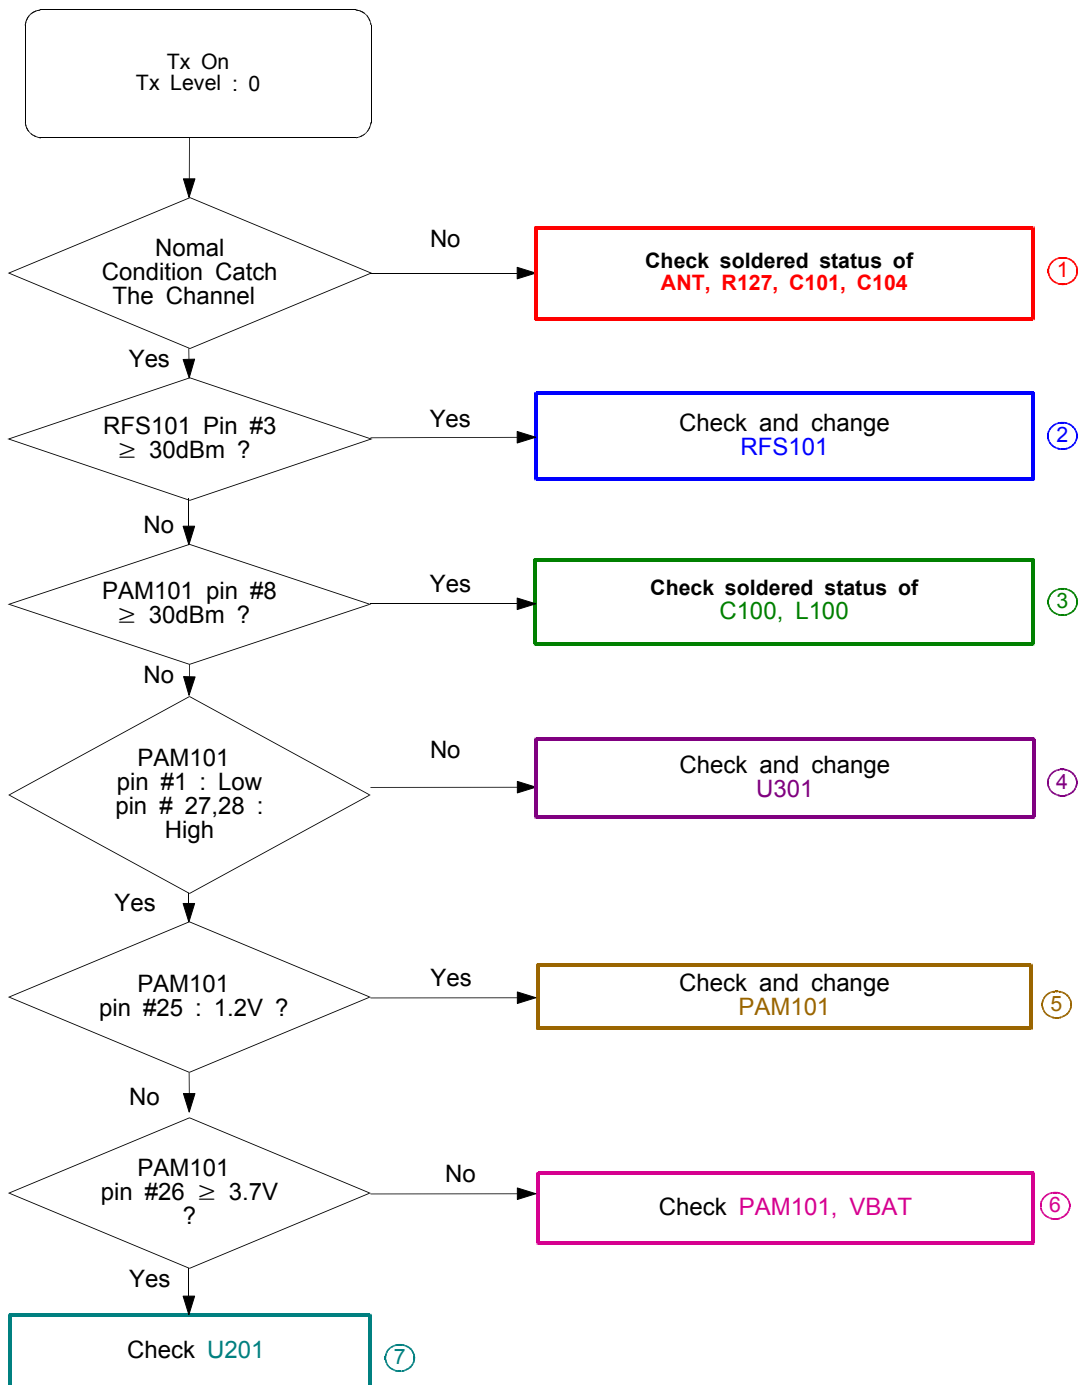 Tx On
Tx Level : 0
Nomal
Condition Catch
The Channel
No
Check soldered status of
ANT, R127, C101, C104
1
Yes
RFS101 Pin #3
≥ 30dBm ?
Yes
Check and change
RFS101
2
No
PAM101 pin #8
≥ 30dBm ?
Yes
Check soldered status of
C100, L100
3
No
PAM101
pin #1 : Low
pin # 27,28 :
High
No
Check and change
U301
4
Yes
PAM101
pin #25 : 1.2V ?
Yes
Check and change
PAM101
5
No
PAM101
pin #26 ≥ 3.7V
?
No
Check PAM101, VBAT
6
Yes
Check U201
7